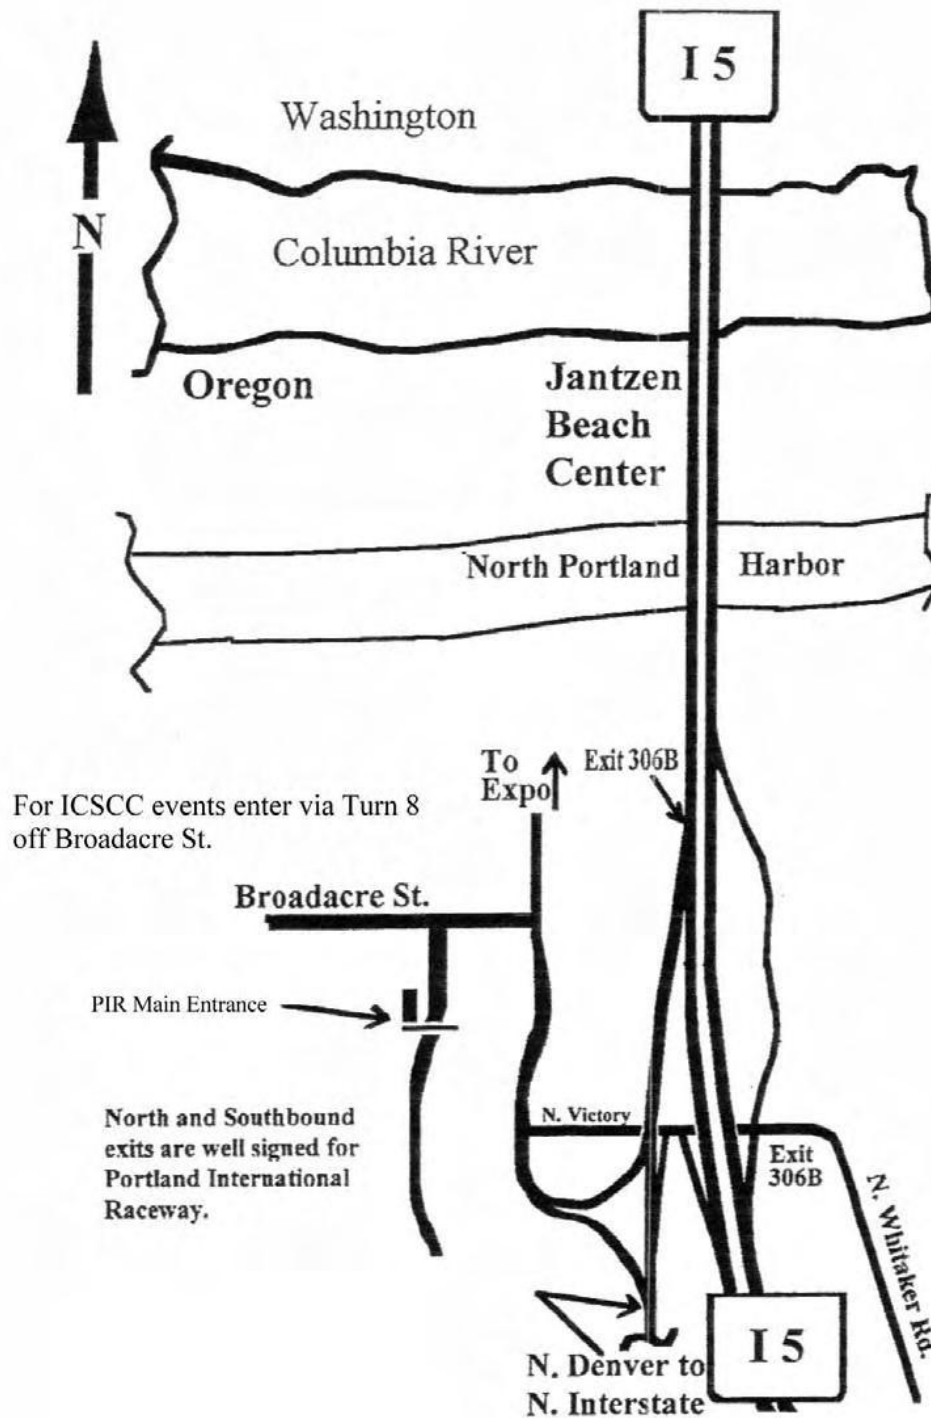 I 5
Washington
N
Columbia River
Oregon
Jantzen
Beach
Center
North Portland Harbor
To
Expo
Exit 306B
For ICSCC events enter via Turn 8
off Broadacre St.
Broadacre St.
PIR Main Entrance
North and Southbound
exits are well signed for
Portland International
Raceway.
N. Victory
Exit
306B
N. Whitaker Rd.
I 5
N. Denver to
N. Interstate